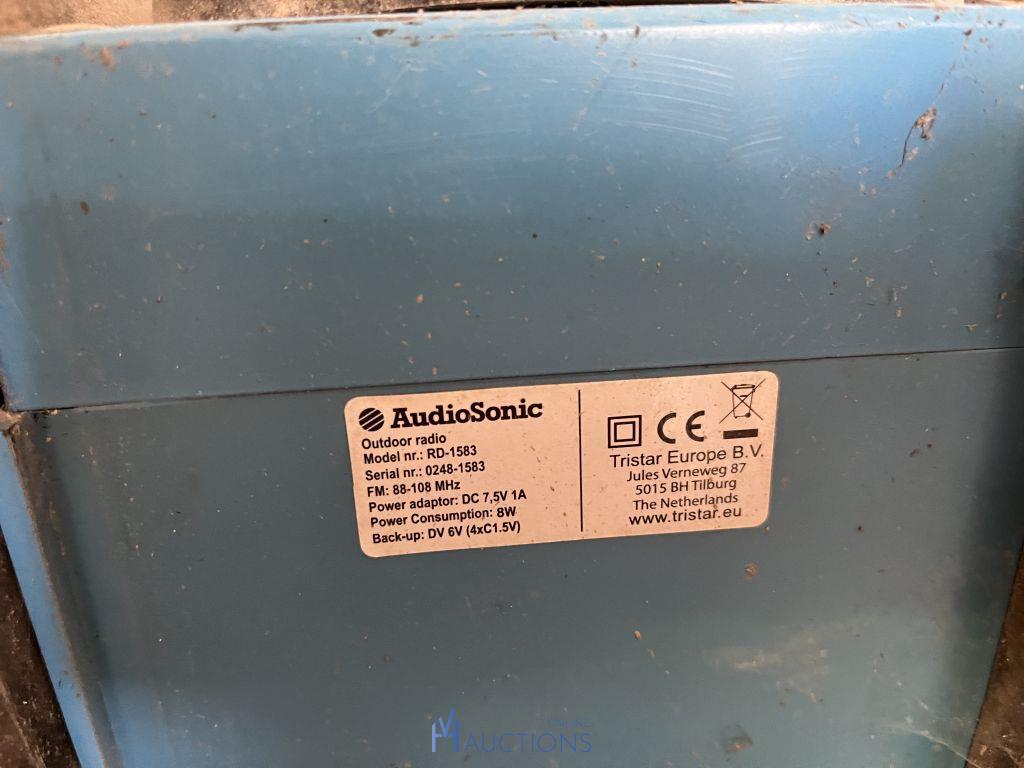 AudioSonic
Outdoor radio
Model nr.: RD-1583
Serial nr.: 0248-1583
FM: 88-108 MHz
Power adaptor: DC 7,5V 1A
Power Consumption: 8W
Back-up: DV 6V (4xC1.5V)
CE
Tristar Europe B.V.
Jules Verneweg 87
5015 BH Tilburg
The Netherlands
www.tristar.eu
ONLINE
AUCTIONS